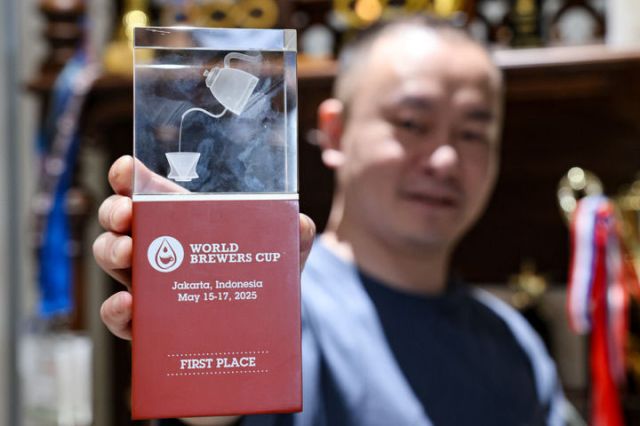 WORLD
BREWERS CUP
Jakarta, Indonesia
May 15-17, 2025
FIRST PLACE